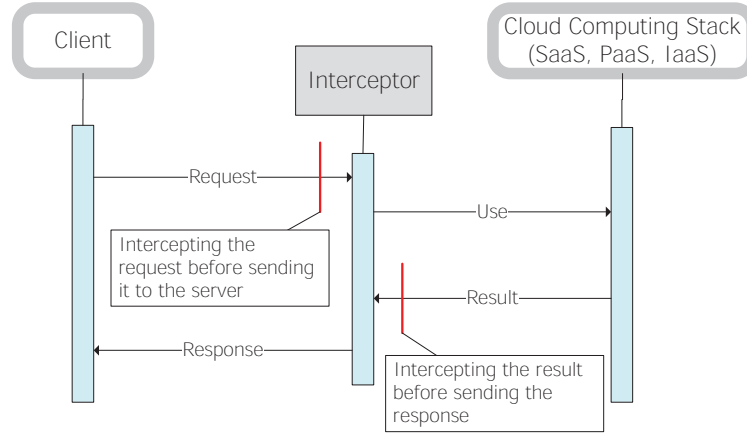 Client
Interceptor
Cloud Computing Stack
(SaaS, PaaS, IaaS)
Request
Use
Intercepting the
request before sending
it to the server
Result
Response
Intercepting the result
before sending the
response